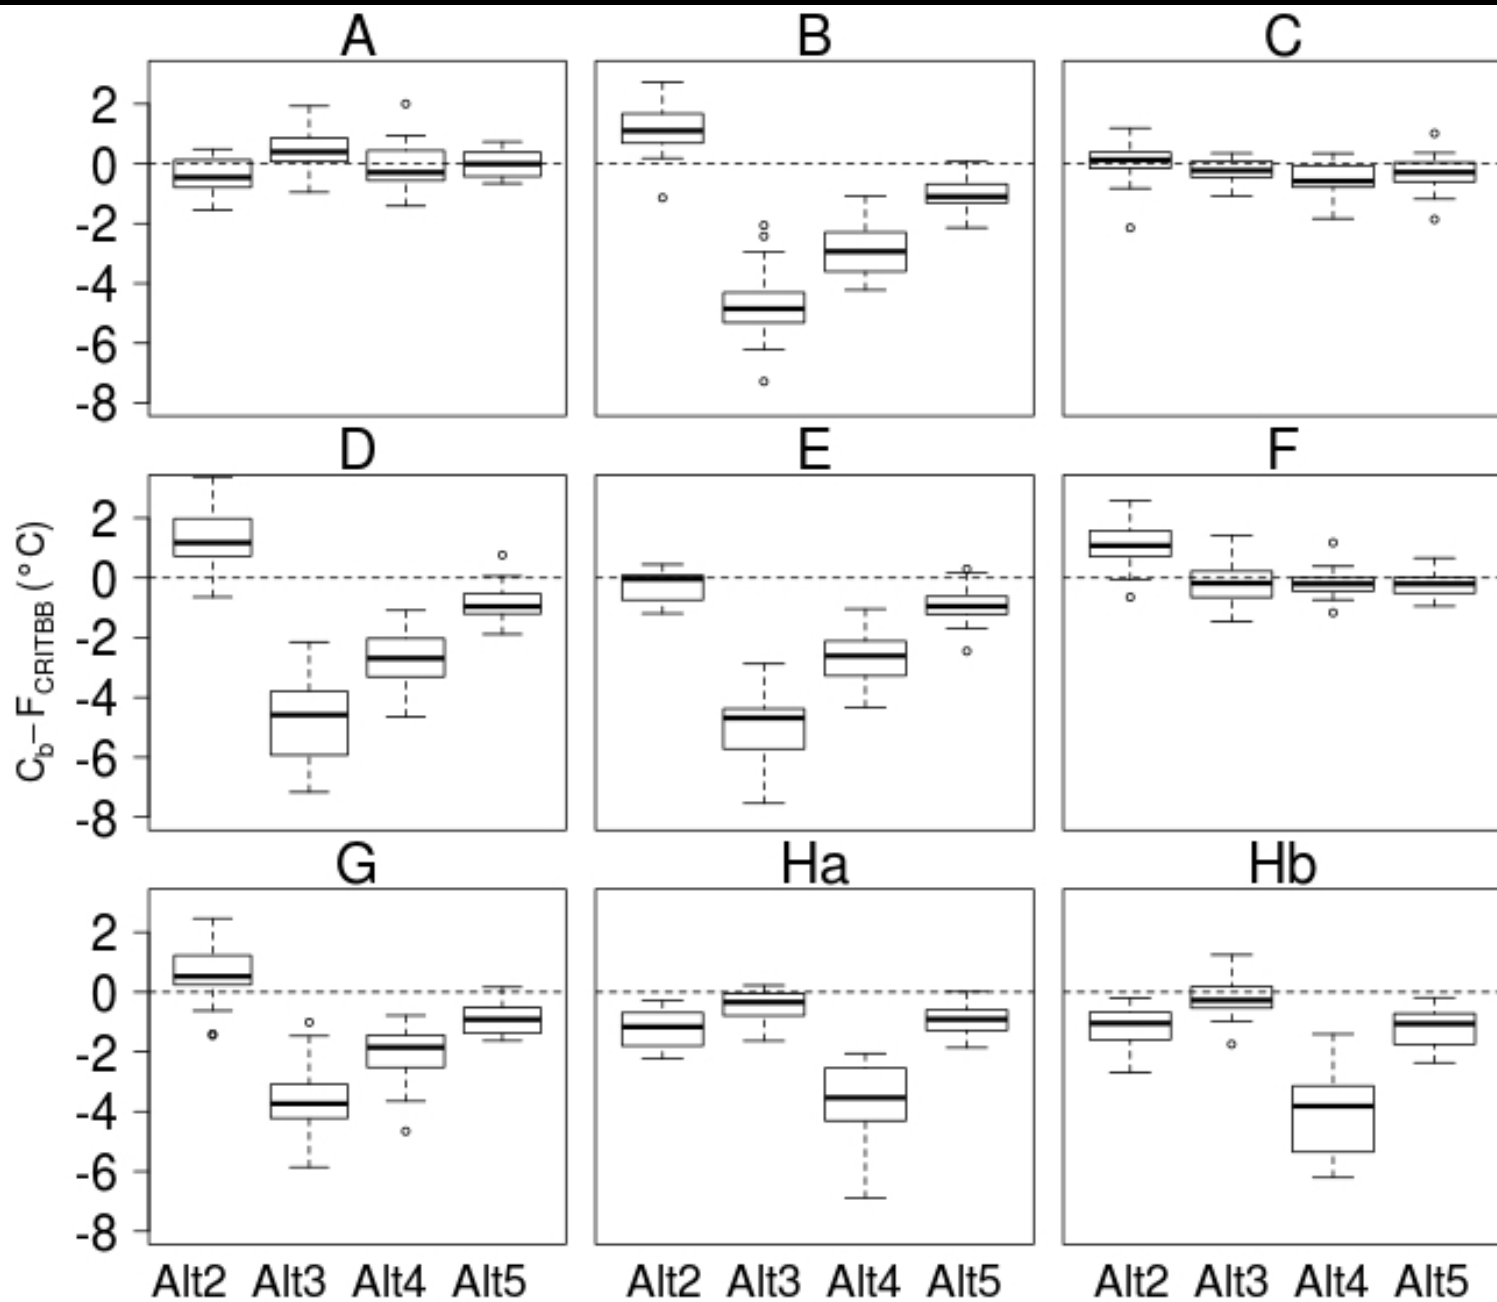 A B C
2 0 -2 -4 -6 -8
D E F
2 0 -2 -4 -6 -8
C_b−F_CRITBB (°C)
G Ha Hb
2 0 -2 -4 -6 -8
Alt2 Alt3 Alt4 Alt5 Alt2 Alt3 Alt4 Alt5 Alt2 Alt3 Alt4 Alt5